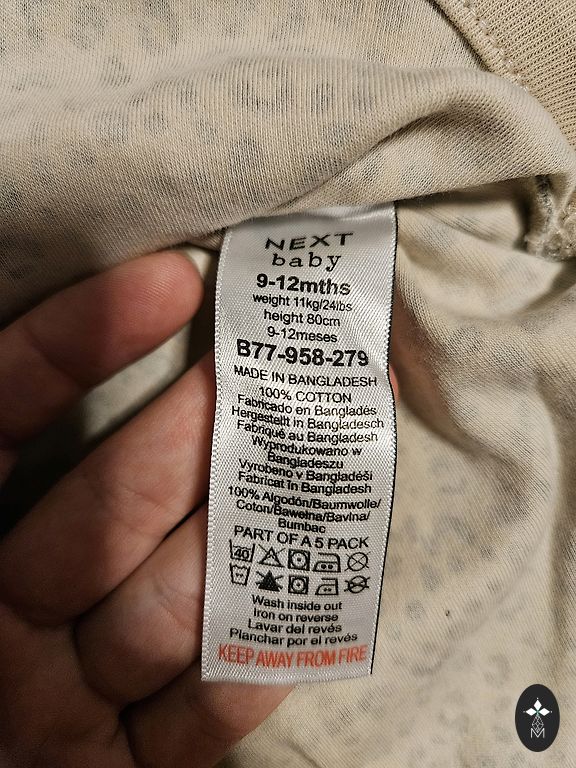 NEXT
baby
9-12mths
weight 11kg/24lbs
height 80cm
9-12meses
B77-958-279
MADE IN BANGLADESH
100% COTTON
Fabricado en Bangladés
Hergestellt in Bangladesch
Fabriqué au Bangladesh
Wyprodukowano w
Bangladeszu
Vyrobeno v Bangladéši
Fabricat în Bangladesh
100% Algodón/Baumwolle/
Coton/Bawełna/Bavlna/
Bumbac
PART OF A 5 PACK
40
Wash inside out
Iron on reverse
Lavar del revés
Planchar por el revés
KEEP AWAY FROM FIRE
M